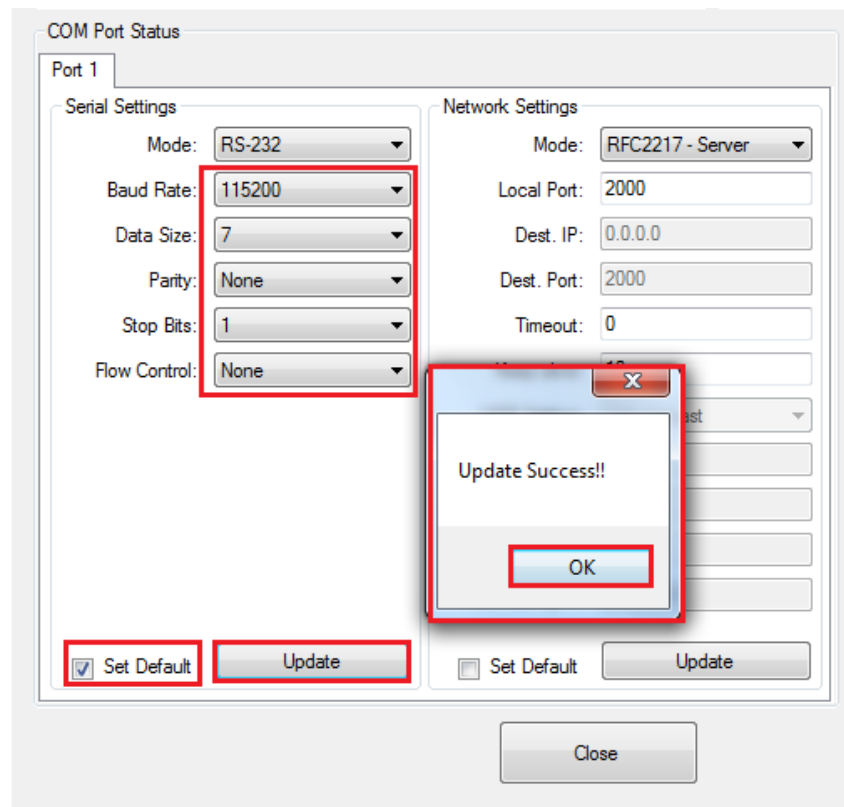 COM Port Status
Port 1
Serial Settings
Mode: RS-232
Baud Rate: 115200
Data Size: 7
Parity: None
Stop Bits: 1
Flow Control: None
Set Default Update
Network Settings
Mode: RFC2217 - Server
Local Port: 2000
Dest. IP: 0.0.0.0
Dest. Port: 2000
Timeout: 0
ast
Update Success!!
OK
Set Default Update
Close